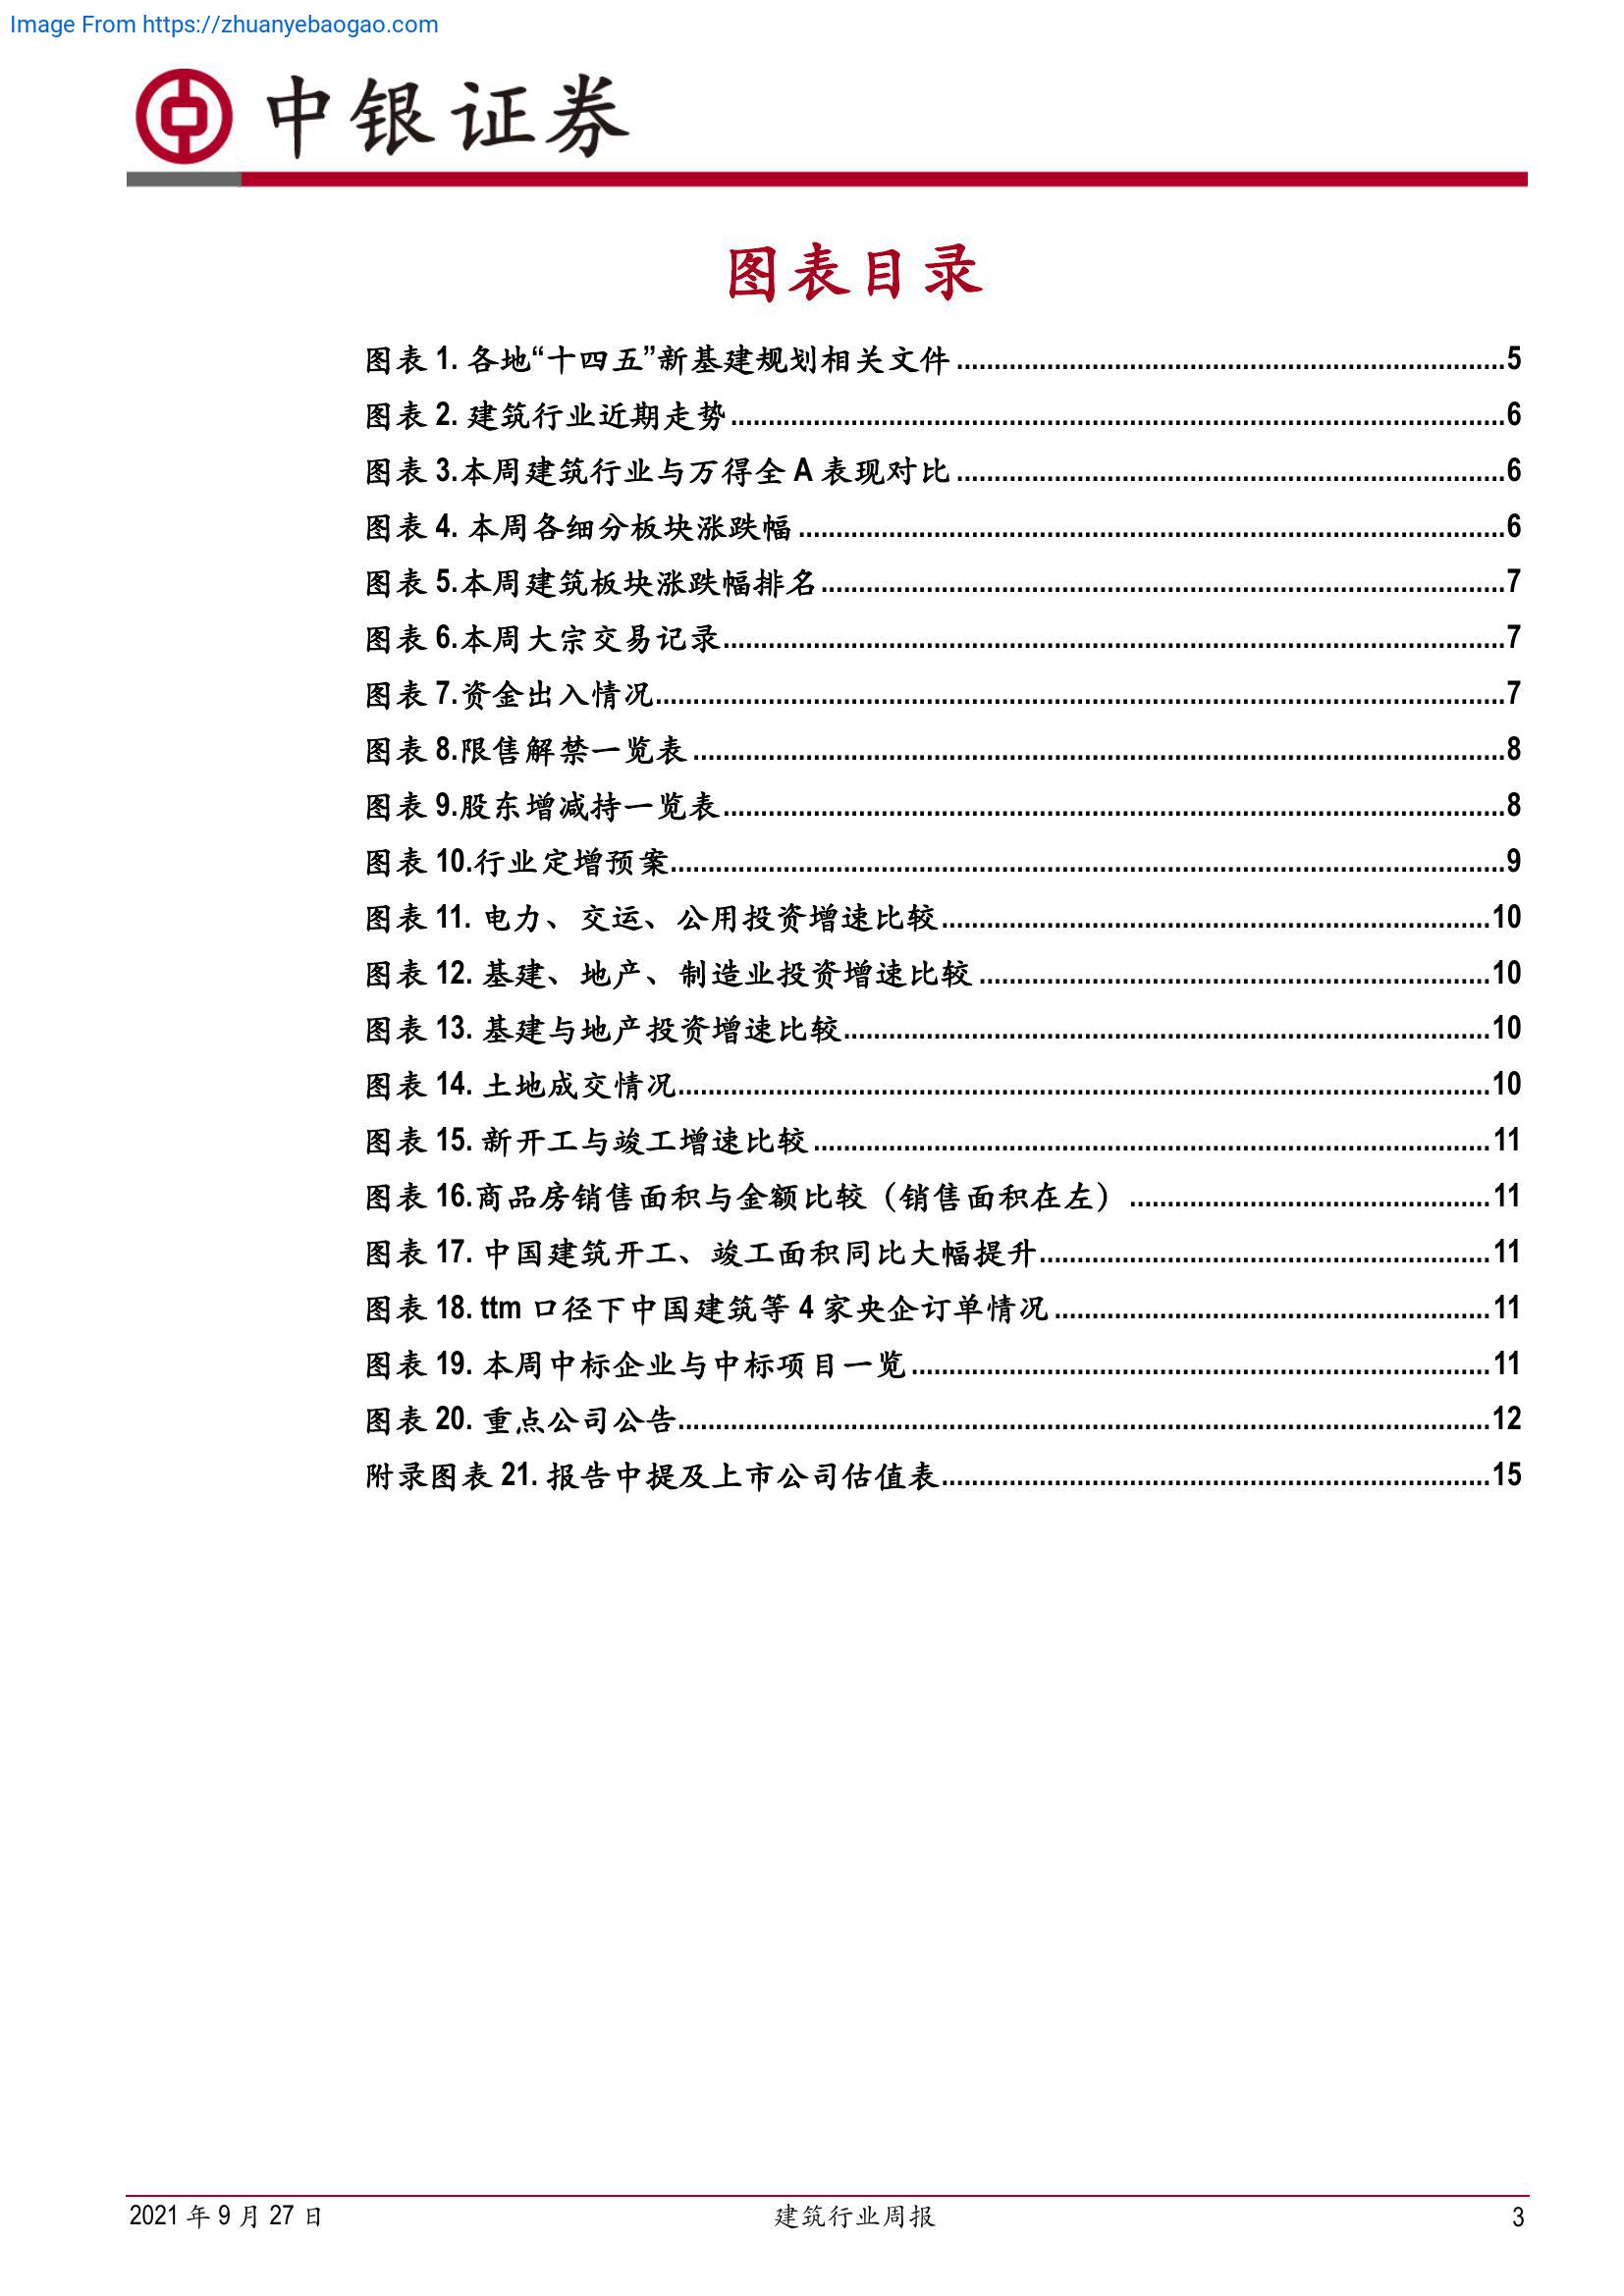 Image From https://zhuanyebaogao.com
中银证券
图表目录
图表 1. 各地“十四五”新基建规划相关文件 ........................................................................5
图表 2. 建筑行业近期走势........................................................................6
图表 3.本周建筑行业与万得全 A 表现对比 ........................................................................6
图表 4. 本周各细分板块涨跌幅 ........................................................................6
图表 5.本周建筑板块涨跌幅排名........................................................................7
图表 6.本周大宗交易记录........................................................................7
图表 7.资金出入情况........................................................................7
图表 8.限售解禁一览表 ........................................................................8
图表 9.股东增减持一览表........................................................................8
图表 10.行业定增预案........................................................................9
图表 11. 电力、交运、公用投资增速比较........................................................................10
图表 12. 基建、地产、制造业投资增速比较 ........................................................................10
图表 13. 基建与地产投资增速比较........................................................................10
图表 14. 土地成交情况........................................................................10
图表 15. 新开工与竣工增速比较 ........................................................................11
图表 16.商品房销售面积与金额比较（销售面积在左） ........................................................................11
图表 17. 中国建筑开工、竣工面积同比大幅提升........................................................................11
图表 18. ttm 口径下中国建筑等 4 家央企订单情况 ........................................................................11
图表 19. 本周中标企业与中标项目一览 ........................................................................11
图表 20. 重点公司公告........................................................................12
附录图表 21. 报告中提及上市公司估值表........................................................................15
2021 年 9 月 27 日
建筑行业周报
3